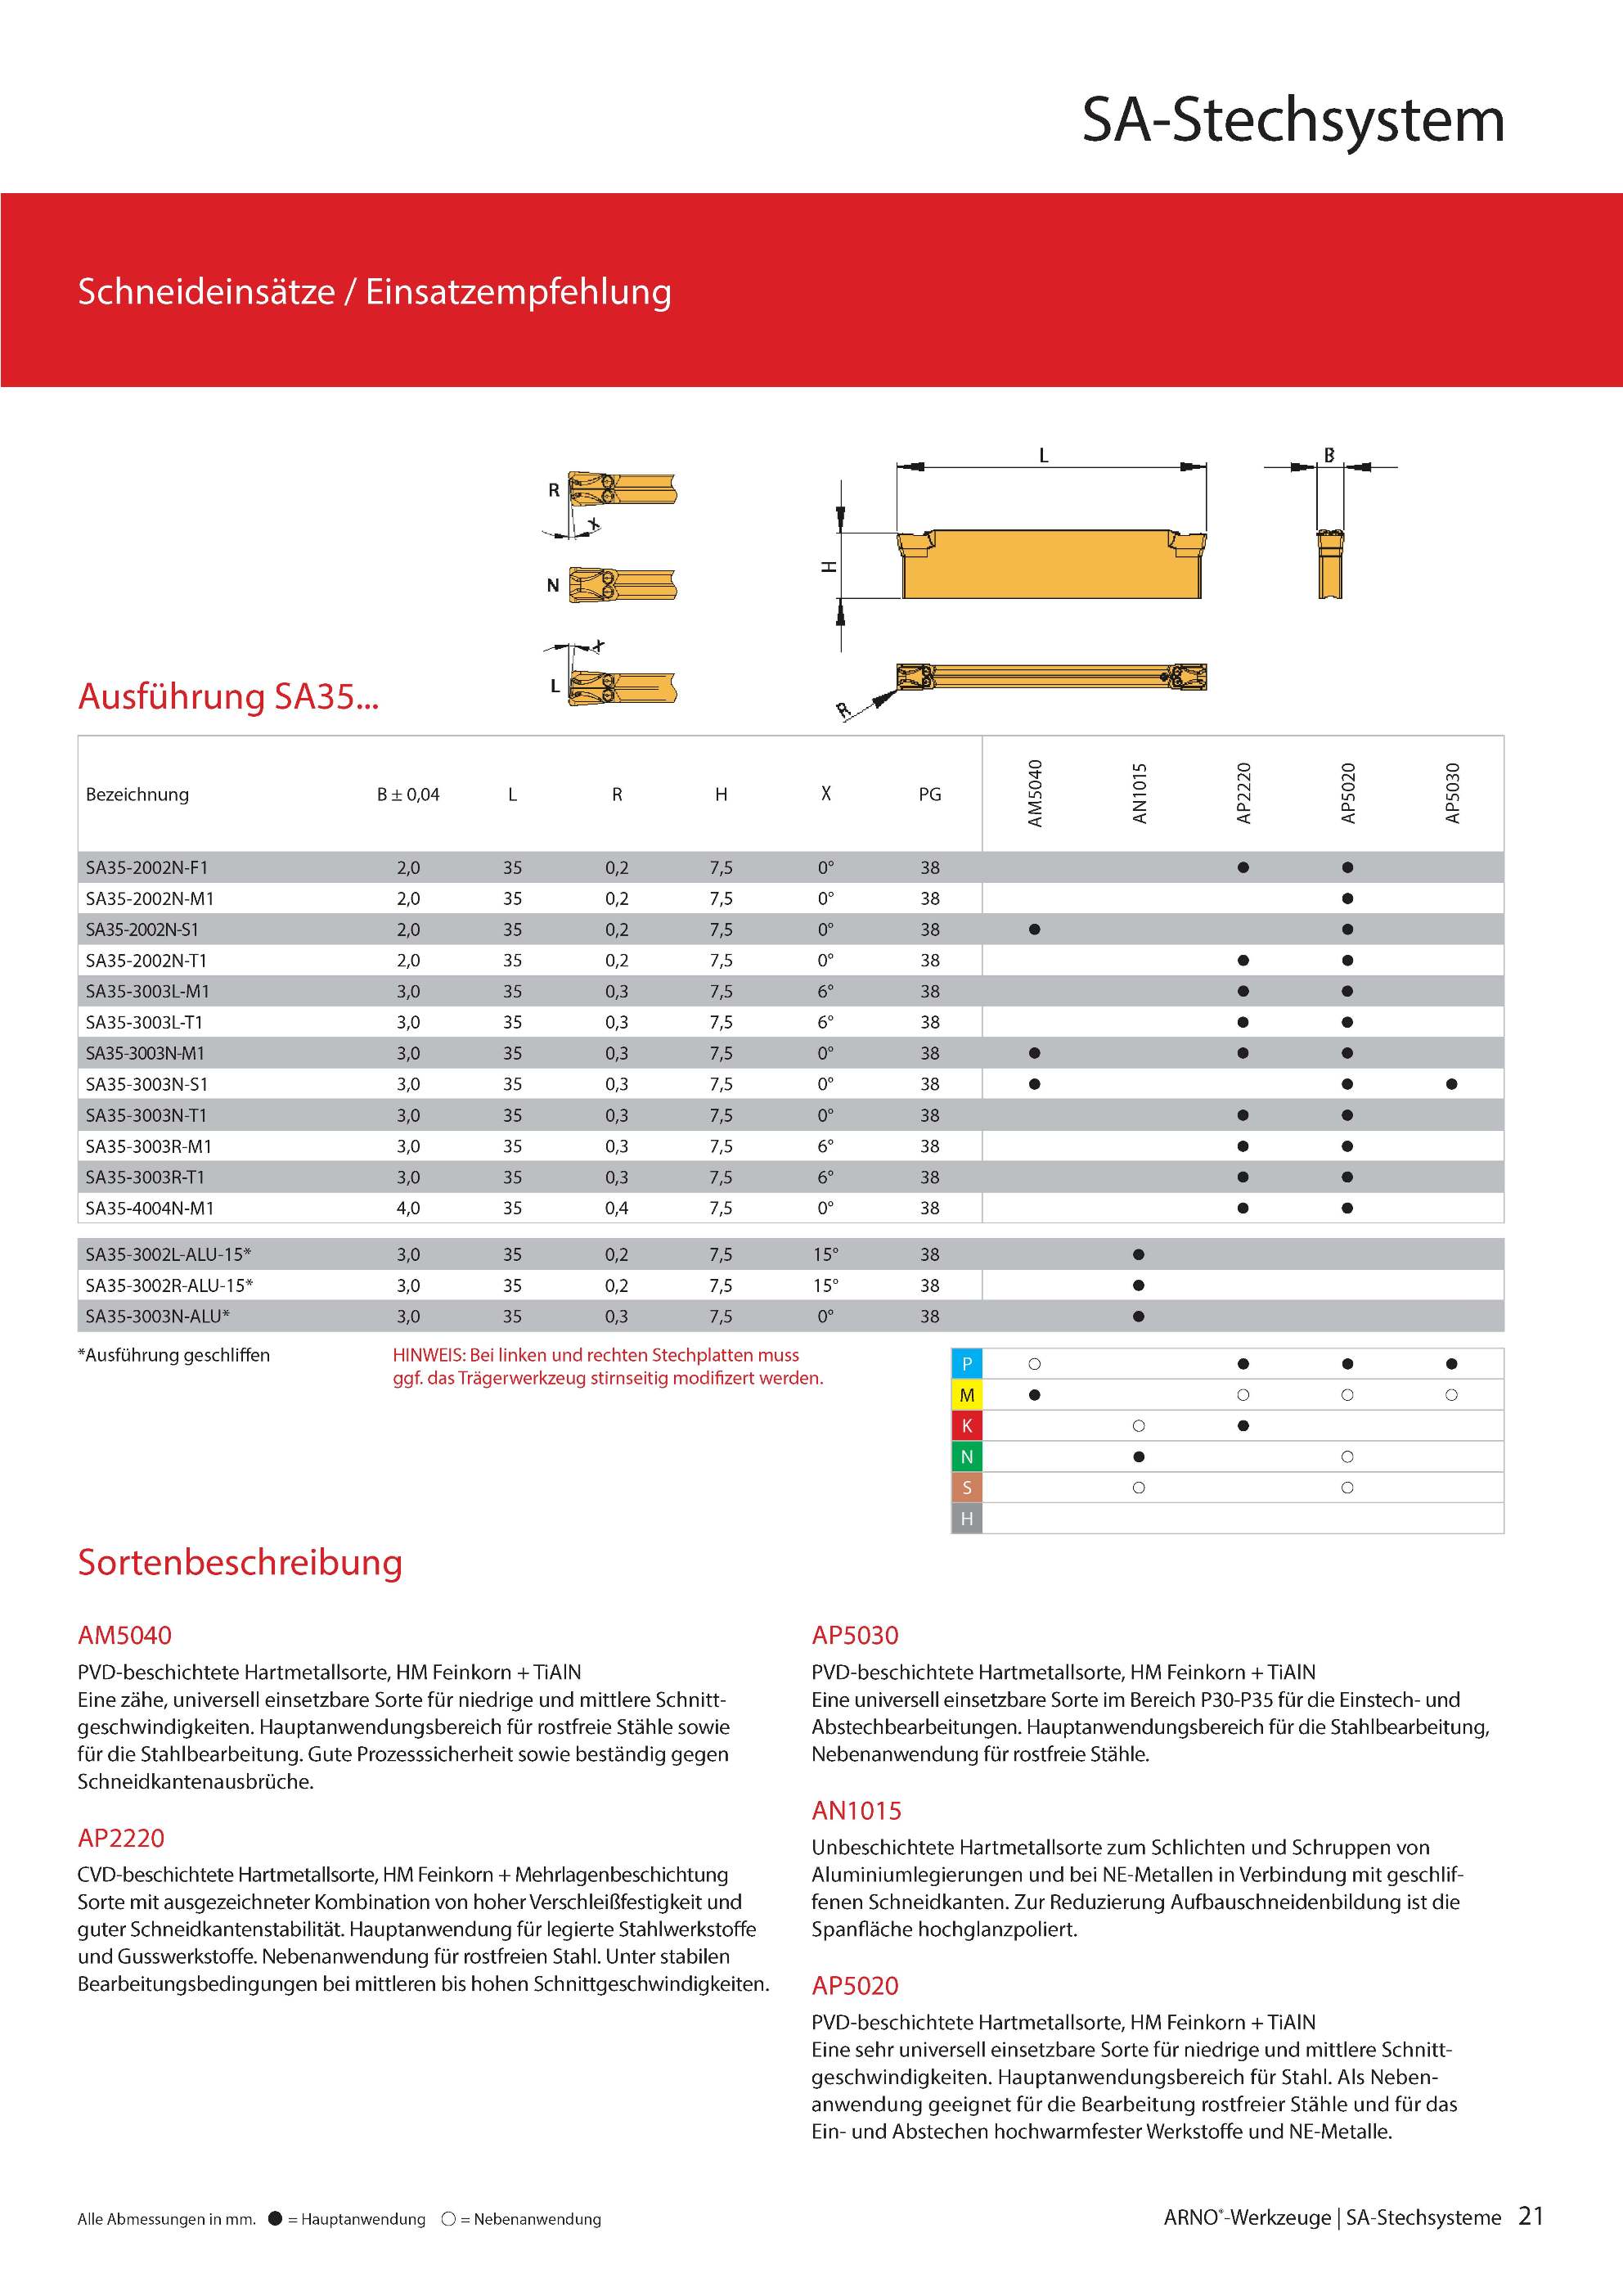 SA-Stechsystem
Schneideinsätze / Einsatzempfehlung
R
X
N
X
L
L
B
H
R
Ausführung SA35...
Bezeichnung B ± 0,04 L R H X PG AM5040 AN1015 AP2220 AP5020 AP5030
SA35-2002N-F1 2,0 35 0,2 7,5 0° 38 ● ●
SA35-2002N-M1 2,0 35 0,2 7,5 0° 38 ●
SA35-2002N-S1 2,0 35 0,2 7,5 0° 38 ● ●
SA35-2002N-T1 2,0 35 0,2 7,5 0° 38 ● ●
SA35-3003L-M1 3,0 35 0,3 7,5 6° 38 ● ●
SA35-3003L-T1 3,0 35 0,3 7,5 6° 38 ● ●
SA35-3003N-M1 3,0 35 0,3 7,5 0° 38 ● ● ●
SA35-3003N-S1 3,0 35 0,3 7,5 0° 38 ● ● ●
SA35-3003N-T1 3,0 35 0,3 7,5 0° 38 ● ●
SA35-3003R-M1 3,0 35 0,3 7,5 6° 38 ● ●
SA35-3003R-T1 3,0 35 0,3 7,5 6° 38 ● ●
SA35-4004N-M1 4,0 35 0,4 7,5 0° 38 ● ●
SA35-3002L-ALU-15* 3,0 35 0,2 7,5 15° 38 ●
SA35-3002R-ALU-15* 3,0 35 0,2 7,5 15° 38 ●
SA35-3003N-ALU* 3,0 35 0,3 7,5 0° 38 ●
*Ausführung geschliffen
HINWEIS: Bei linken und rechten Stechplatten muss
ggf. das Trägerwerkzeug stirnseitig modifizert werden.
P ○ ● ● ●
M ● ○ ○ ○
K ○ ●
N ● ○
S ○ ○
H
Sortenbeschreibung
AM5040
PVD-beschichtete Hartmetallsorte, HM Feinkorn + TiAlN
Eine zähe, universell einsetzbare Sorte für niedrige und mittlere Schnitt-
geschwindigkeiten. Hauptanwendungsbereich für rostfreie Stähle sowie
für die Stahlbearbeitung. Gute Prozesssicherheit sowie beständig gegen
Schneidkantenausbrüche.
AP2220
CVD-beschichtete Hartmetallsorte, HM Feinkorn + Mehrlagenbeschichtung
Sorte mit ausgezeichneter Kombination von hoher Verschleißfestigkeit und
guter Schneidkantenstabilität. Hauptanwendung für legierte Stahlwerkstoffe
und Gusswerkstoffe. Nebenanwendung für rostfreien Stahl. Unter stabilen
Bearbeitungsbedingungen bei mittleren bis hohen Schnittgeschwindigkeiten.
AP5030
PVD-beschichtete Hartmetallsorte, HM Feinkorn + TiAlN
Eine universell einsetzbare Sorte im Bereich P30-P35 für die Einstech- und
Abstechbearbeitungen. Hauptanwendungsbereich für die Stahlbearbeitung,
Nebenanwendung für rostfreie Stähle.
AN1015
Unbeschichtete Hartmetallsorte zum Schlichten und Schruppen von
Aluminiumlegierungen und bei NE-Metallen in Verbindung mit geschlif-
fenen Schneidkanten. Zur Reduzierung Aufbauschneidenbildung ist die
Spanfläche hochglanzpoliert.
AP5020
PVD-beschichtete Hartmetallsorte, HM Feinkorn + TiAlN
Eine sehr universell einsetzbare Sorte für niedrige und mittlere Schnitt-
geschwindigkeiten. Hauptanwendungsbereich für Stahl. Als Neben-
anwendung geeignet für die Bearbeitung rostfreier Stähle und für das
Ein- und Abstechen hochwarmfester Werkstoffe und NE-Metalle.
Alle Abmessungen in mm. ● = Hauptanwendung ○ = Nebenanwendung
ARNO®-Werkzeuge | SA-Stechsysteme 21